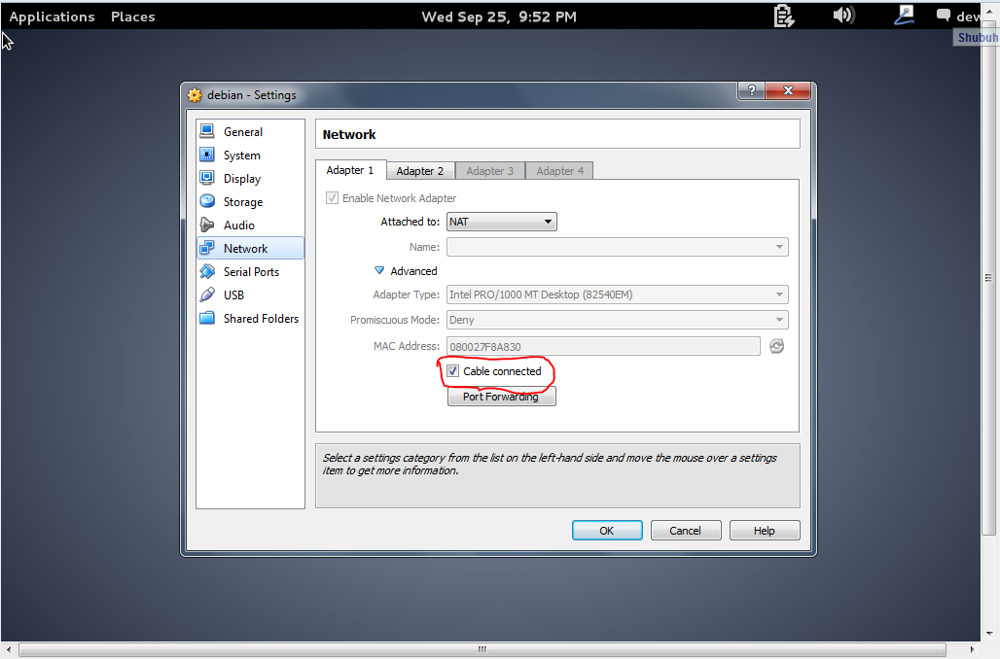 Applications Places Wed Sep 25, 9:52 PM dew
Shubuh
debian - Settings
General
System
Display
Storage
Audio
Network
Serial Ports
USB
Shared Folders
Network
Adapter 1 Adapter 2 Adapter 3 Adapter 4
Enable Network Adapter
Attached to: NAT
Name:
Advanced
Adapter Type: Intel PRO/1000 MT Desktop (82540EM)
Promiscuous Mode: Deny
MAC Address: 080027F8A830
Cable connected
Port Forwarding
Select a settings category from the list on the left-hand side and move the mouse over a settings
item to get more information.
OK Cancel Help